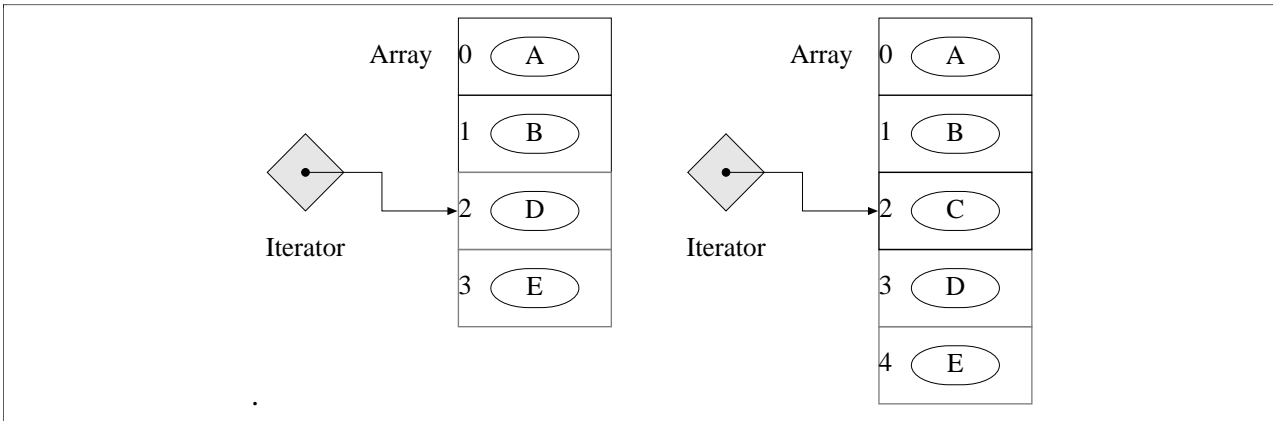 Array 0 A
1 B
2 D
Iterator
3 E
.
Array 0 A
1 B
2 C
Iterator
3 D
4 E